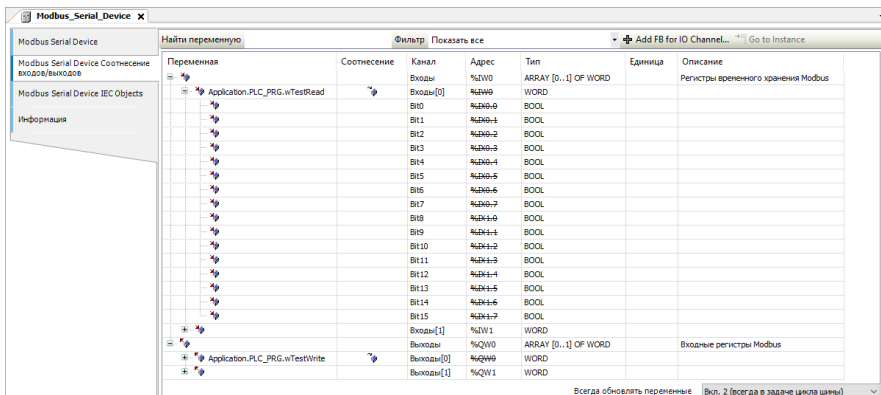 Modbus_Serial_Device X
Modbus Serial Device
Modbus Serial Device Соотнесение входов/выходов
Modbus Serial Device IEC Objects
Информация
Найти переменную Фильтр Показать все Add FB for IO Channel... Go to Instance
Переменная Соотнесение Канал Адрес Тип Единица Описание
Входы %IW0 ARRAY [0..1] OF WORD Регистры временного хранения Modbus
Application.PLC_PRG.wTestRead Входы[0] %IW0 WORD
Bit0 %IX0.0 BOOL
Bit1 %IX0.1 BOOL
Bit2 %IX0.2 BOOL
Bit3 %IX0.3 BOOL
Bit4 %IX0.4 BOOL
Bit5 %IX0.5 BOOL
Bit6 %IX0.6 BOOL
Bit7 %IX0.7 BOOL
Bit8 %IX1.0 BOOL
Bit9 %IX1.1 BOOL
Bit10 %IX1.2 BOOL
Bit11 %IX1.3 BOOL
Bit12 %IX1.4 BOOL
Bit13 %IX1.5 BOOL
Bit14 %IX1.6 BOOL
Bit15 %IX1.7 BOOL
Входы[1] %IW1 WORD
Выходы %QW0 ARRAY [0..1] OF WORD Входные регистры Modbus
Application.PLC_PRG.wTestWrite Выходы[0] %QW0 WORD
Выходы[1] %QW1 WORD
Всегда обновлять переменные Вкл. 2 (всегда в задаче цикла шины)